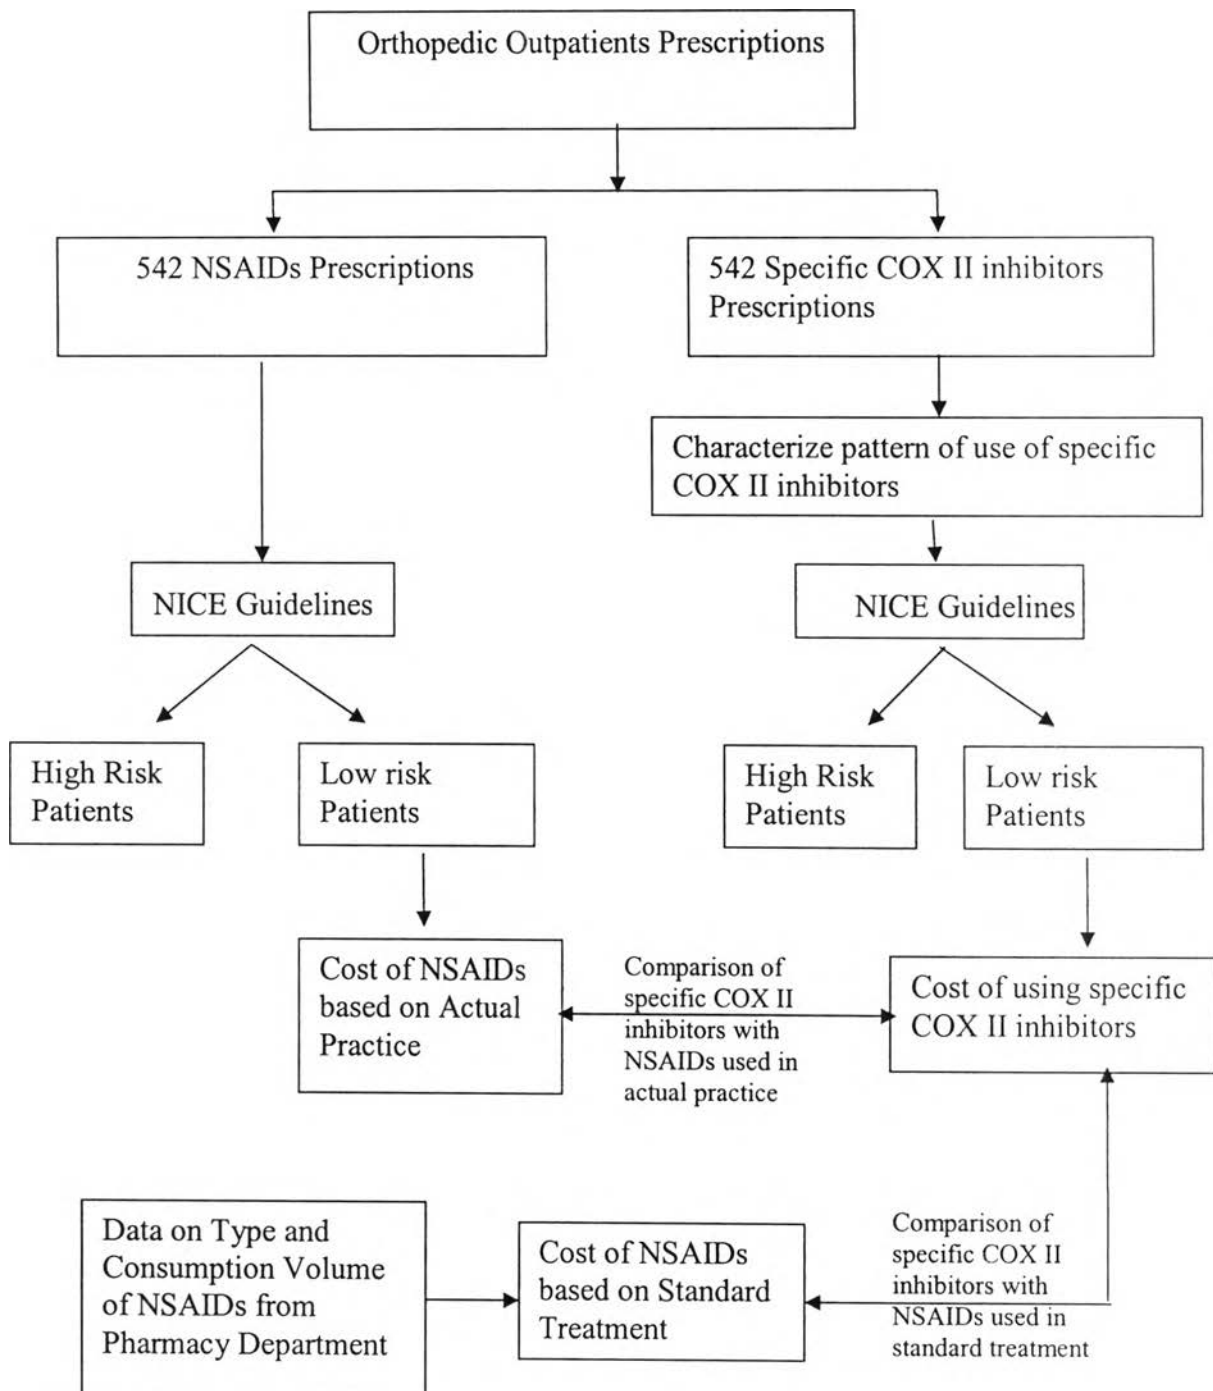 Orthopedic Outpatients Prescriptions
542 NSAIDs Prescriptions
542 Specific COX II inhibitors
Prescriptions
Characterize pattern of use of specific
COX II inhibitors
NICE Guidelines
NICE Guidelines
High Risk
Patients
Low risk
Patients
High Risk
Patients
Low risk
Patients
Cost of NSAIDs
based on Actual
Practice
Comparison of
specific COX II
inhibitors with
NSAIDs used in
actual practice
Cost of using specific
COX II inhibitors
Data on Type and
Consumption Volume
of NSAIDs from
Pharmacy Department
Cost of NSAIDs
based on Standard
Treatment
Comparison of
specific COX II
inhibitors with
NSAIDs used in
standard treatment